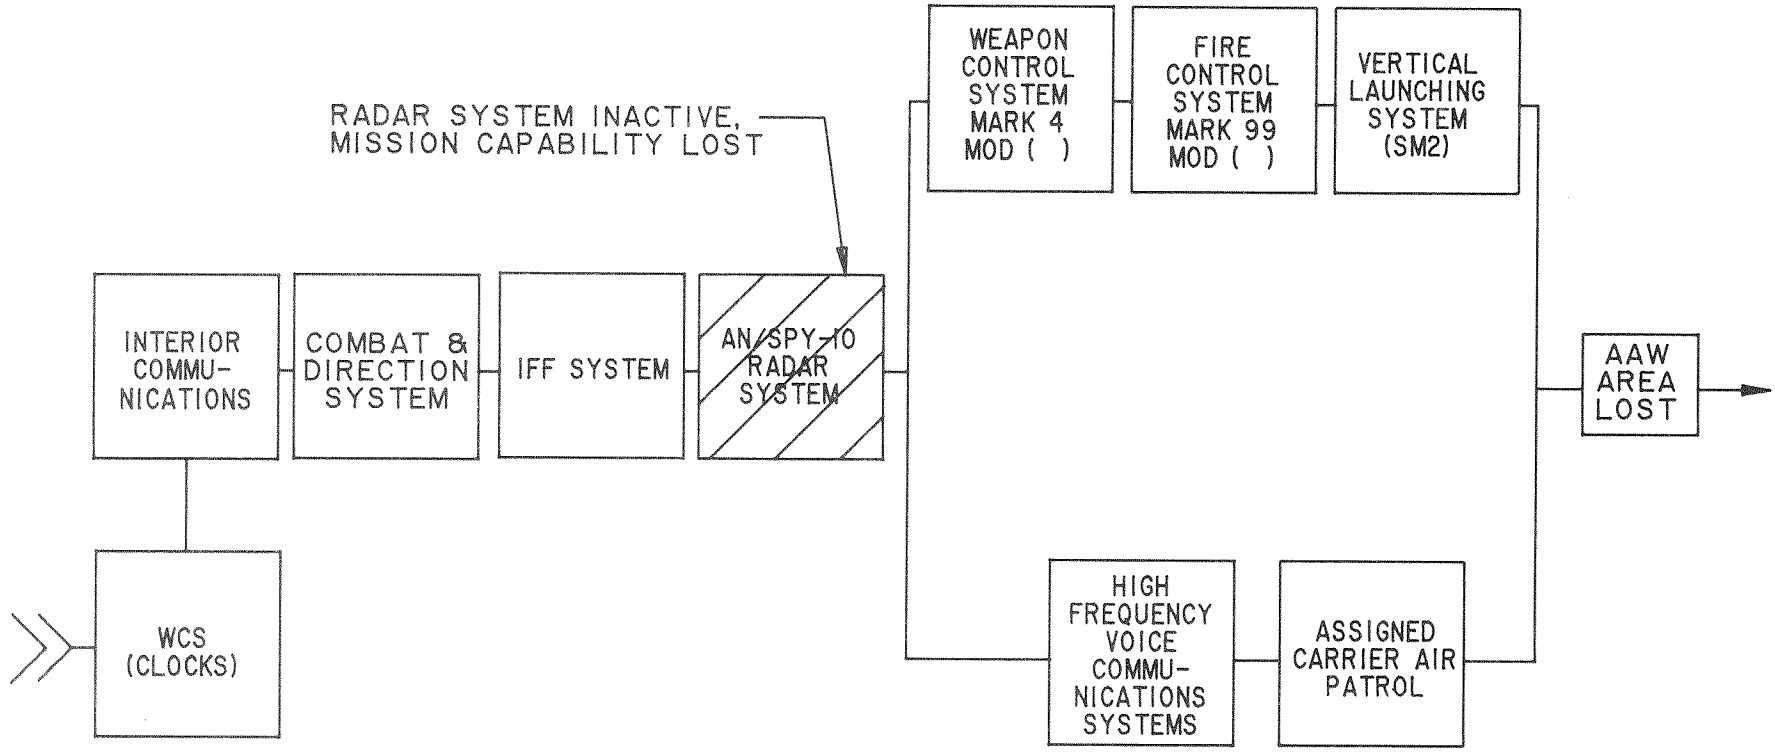 RADAR SYSTEM INACTIVE,
MISSION CAPABILITY LOST
WEAPON
CONTROL
SYSTEM
MARK 4
MOD ( )
FIRE
CONTROL
SYSTEM
MARK 99
MOD ( )
VERTICAL
LAUNCHING
SYSTEM
(SM2)
INTERIOR
COMMU-
NICATIONS
COMBAT &
DIRECTION
SYSTEM
IFF SYSTEM
AN/SPY-10
RADAR
SYSTEM
AAW
AREA
LOST
WCS
(CLOCKS)
HIGH
FREQUENCY
VOICE
COMMU-
NICATIONS
SYSTEMS
ASSIGNED
CARRIER AIR
PATROL